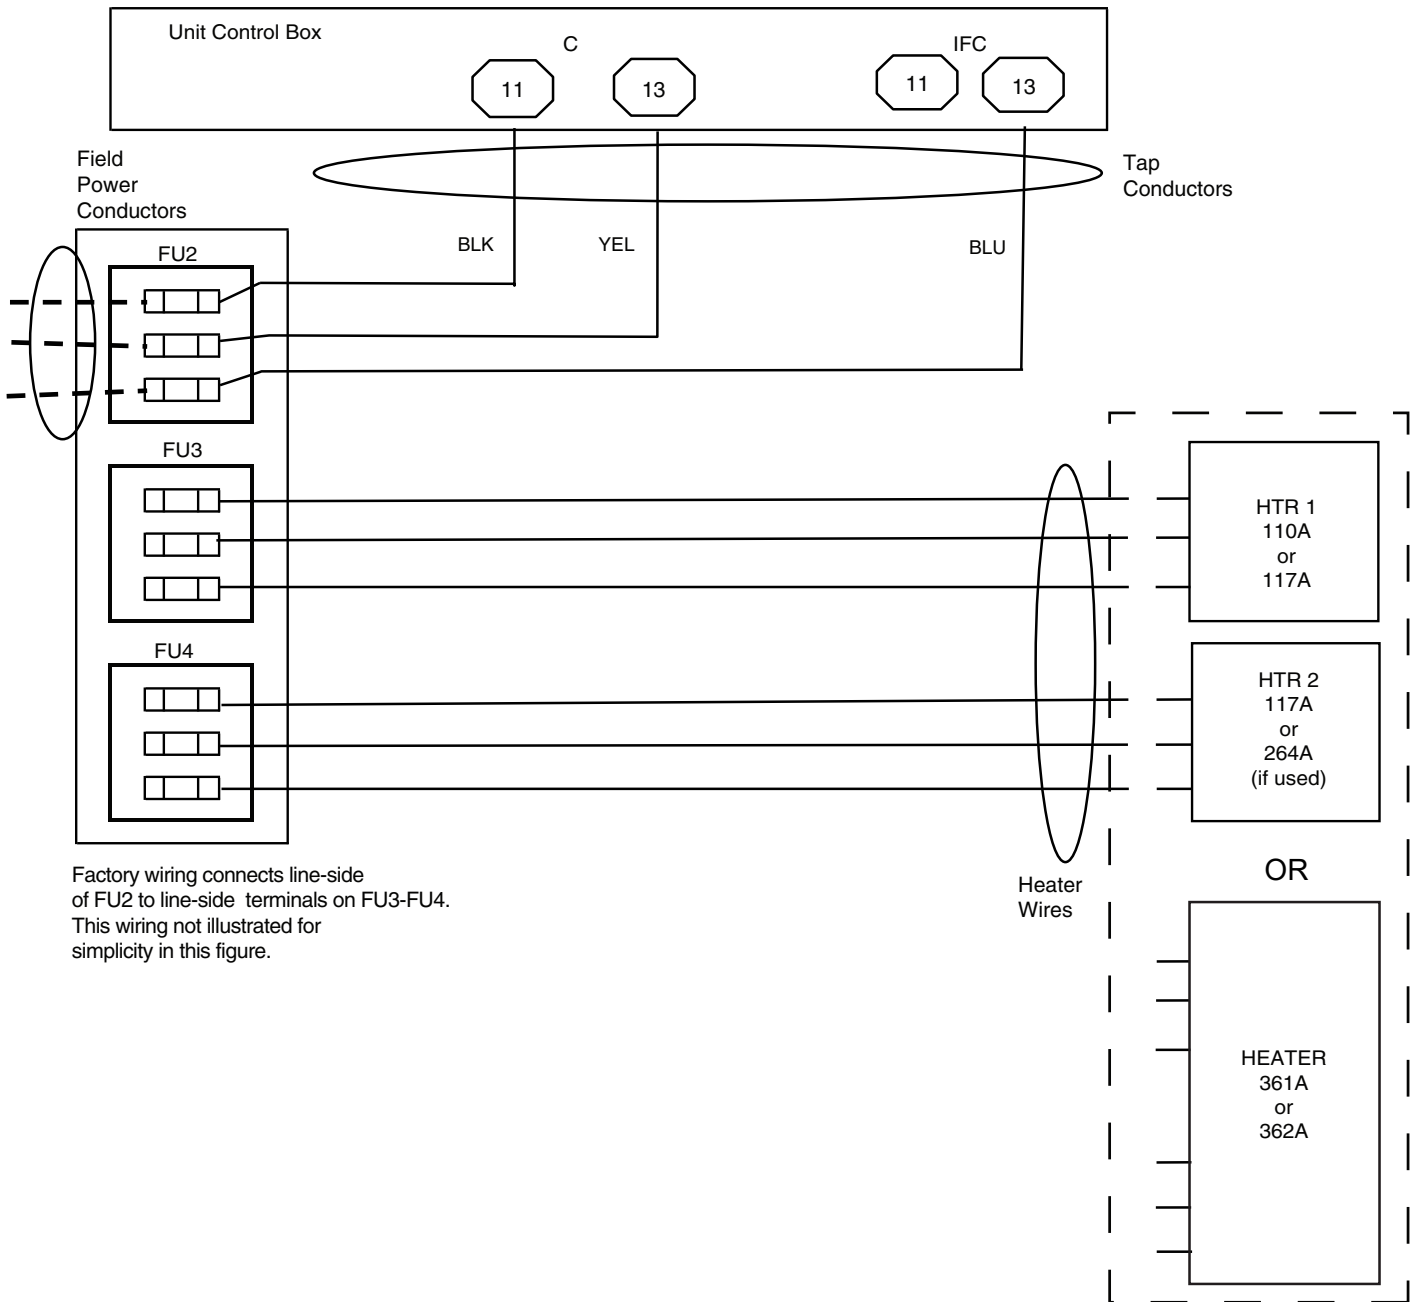 Unit Control Box
C
IFC
11
13
11
13
Field
Power
Conductors
Tap
Conductors
BLK
YEL
BLU
FU2
FU3
FU4
HTR 1
110A
or
117A
HTR 2
117A
or
264A
(if used)
OR
Heater
Wires
HEATER
361A
or
362A
Factory wiring connects line-side
of FU2 to line-side terminals on FU3-FU4.
This wiring not illustrated for
simplicity in this figure.